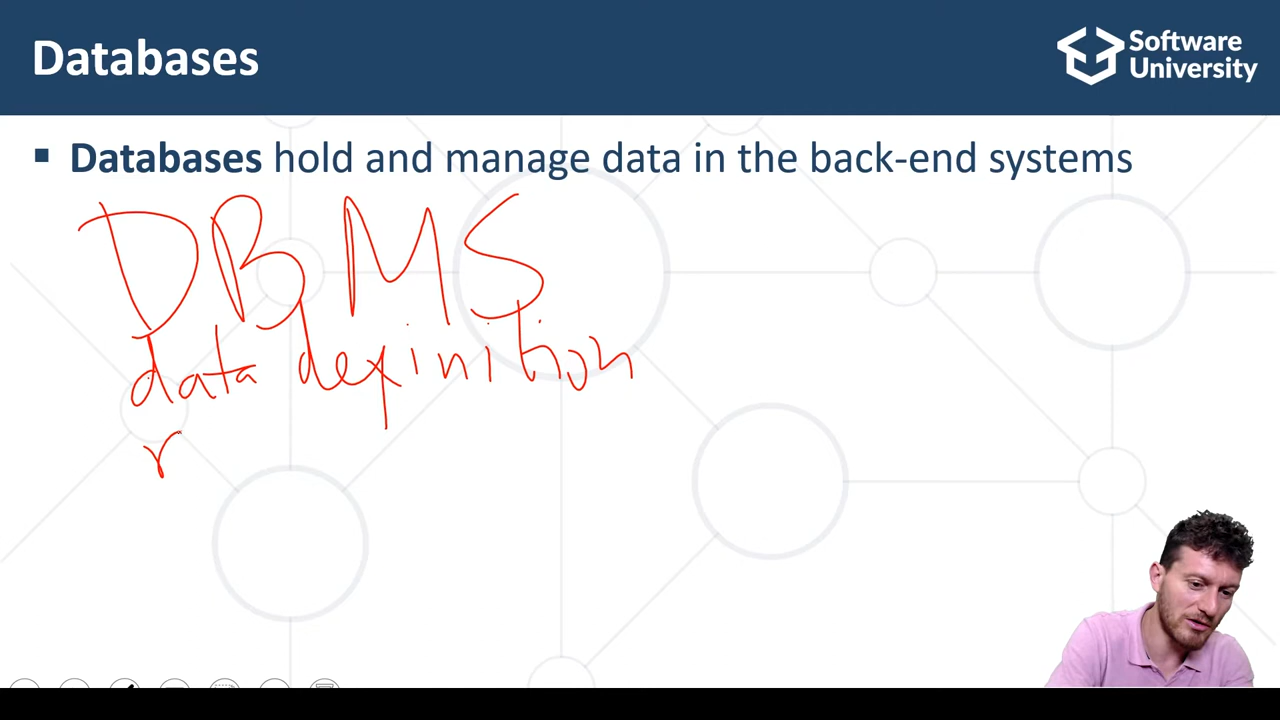 Databases
Software
University
▪ Databases hold and manage data in the back-end systems
DBMS
data definition
r